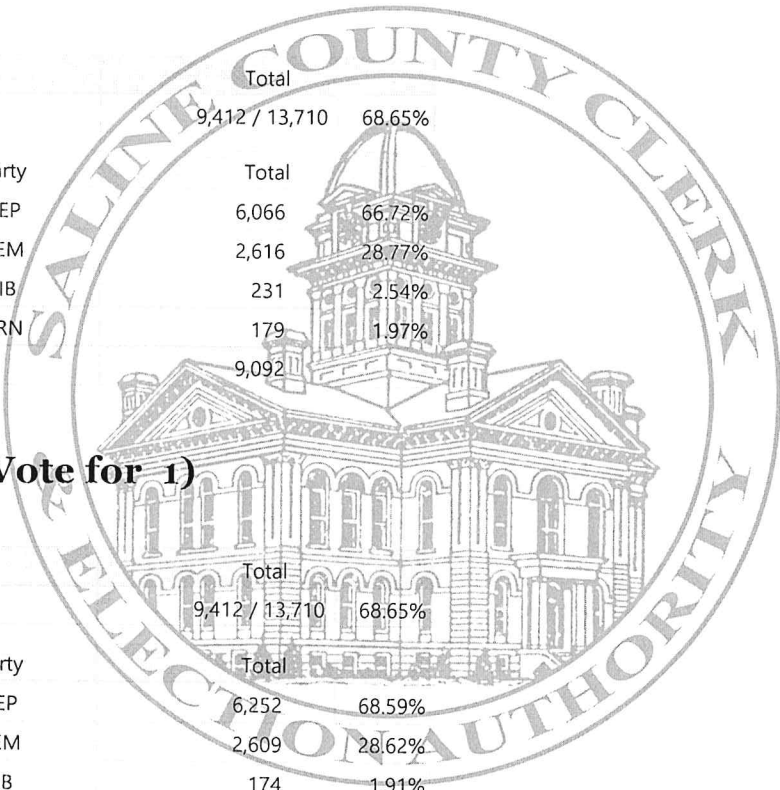 SALINE COUNTY CLERK
& ELECTION AUTHORITY
Total
9,412 / 13,710 68.65%
arty Total
EP 6,066 66.72%
EM 2,616 28.77%
IB 231 2.54%
RN 179 1.97%
9,092
Vote for 1)
Total
9,412 / 13,710 68.65%
arty Total
EP 6,252 68.59%
EM 2,609 28.62%
B 174 1.91%